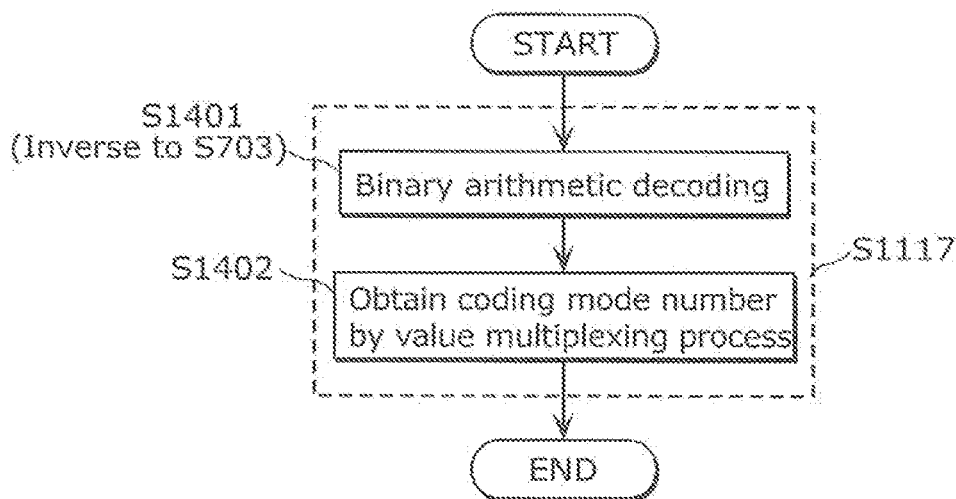 START
S1401
(Inverse to S703)
Binary arithmetic decoding
S1117
S1402
Obtain coding mode number
by value multiplexing process
END